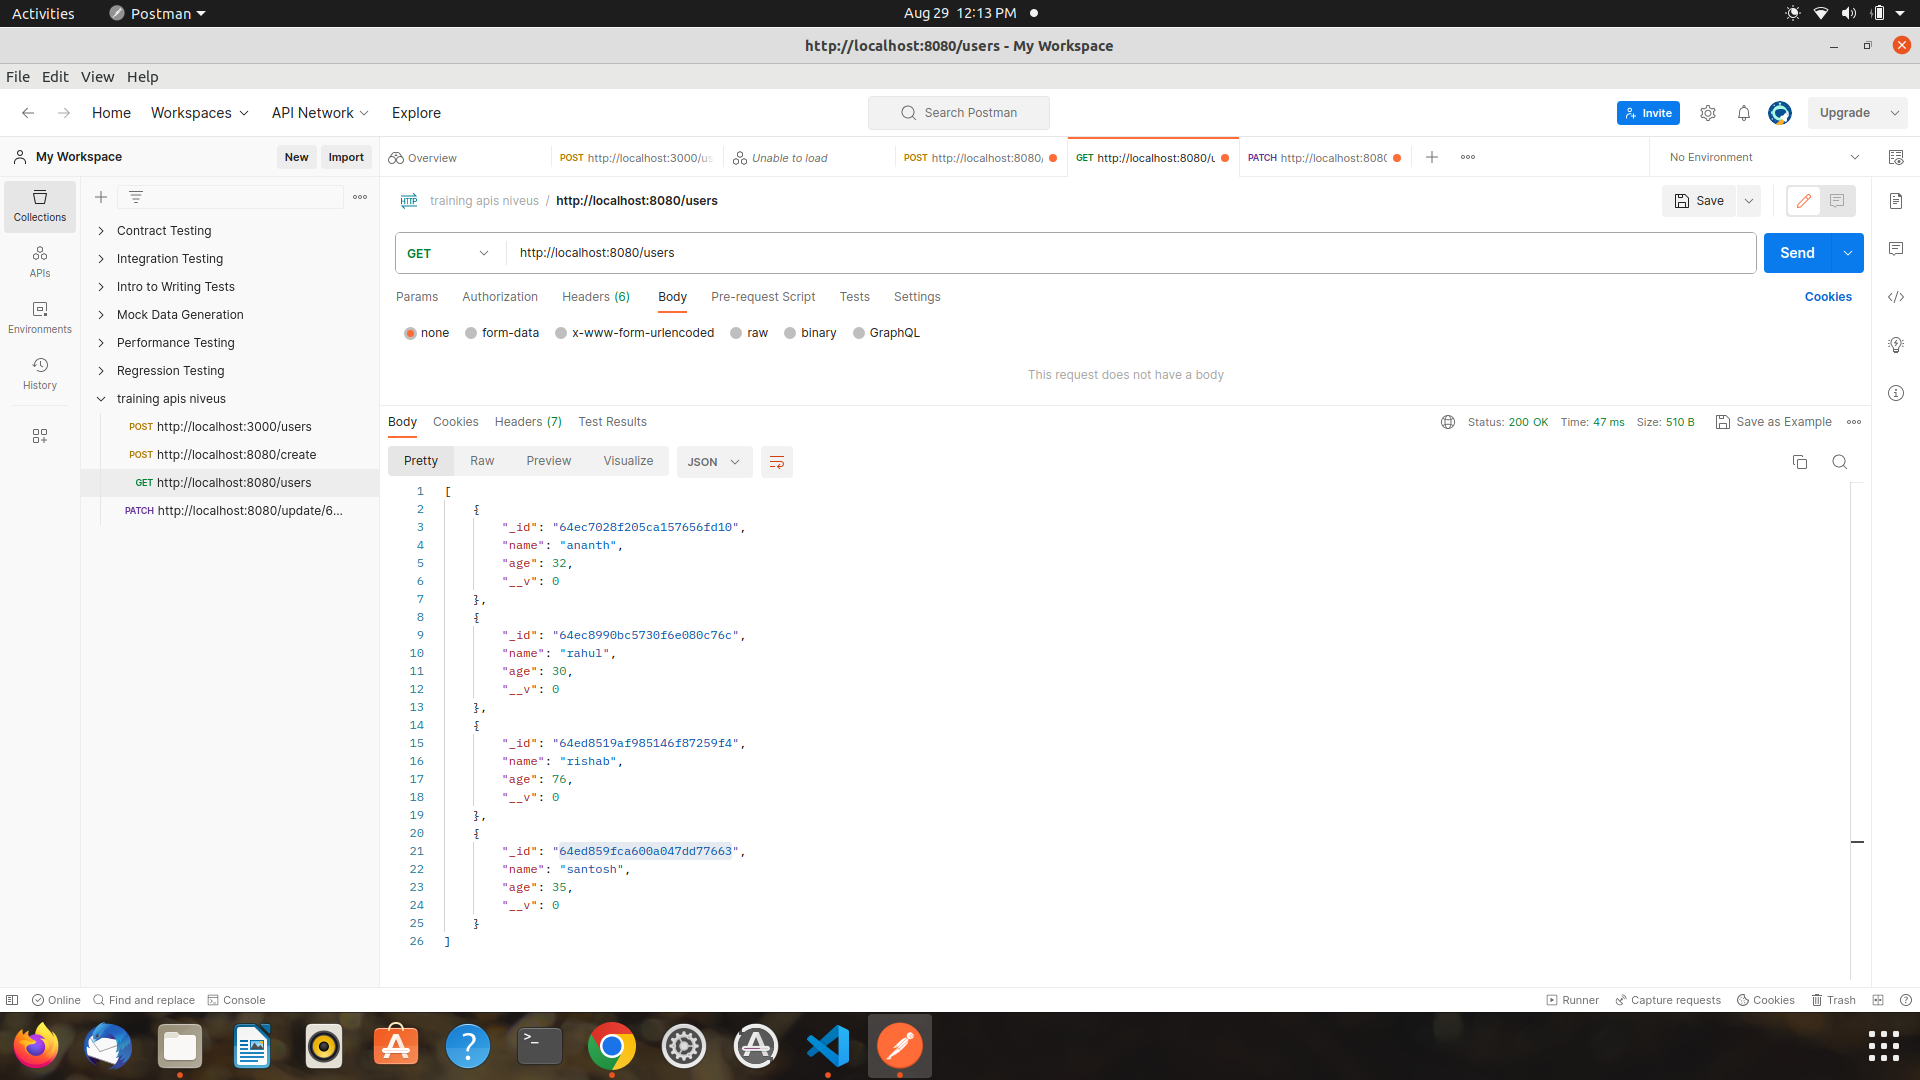 Activities Postman Aug 29 12:13 PM
http://localhost:8080/users - My Workspace
File Edit View Help
Home Workspaces API Network Explore Search Postman Invite Upgrade
My Workspace New Import Overview POST http://localhost:3000/us Unable to load POST http://localhost:8080/ GET http://localhost:8080/u PATCH http://localhost:8080 No Environment
Collections
APIs
Environments
History
Contract Testing
Integration Testing
Intro to Writing Tests
Mock Data Generation
Performance Testing
Regression Testing
training apis niveus
POST http://localhost:3000/users
POST http://localhost:8080/create
GET http://localhost:8080/users
PATCH http://localhost:8080/update/6...
HTTP training apis niveus / http://localhost:8080/users Save
GET http://localhost:8080/users Send
Params Authorization Headers (6) Body Pre-request Script Tests Settings Cookies
none form-data x-www-form-urlencoded raw binary GraphQL
This request does not have a body
Body Cookies Headers (7) Test Results Status: 200 OK Time: 47 ms Size: 510 B Save as Example
Pretty Raw Preview Visualize JSON
1 [
2 {
3 "_id": "64ec7028f205ca157656fd10",
4 "name": "ananth",
5 "age": 32,
6 "__v": 0
7 },
8 {
9 "_id": "64ec8990bc5730f6e080c76c",
10 "name": "rahul",
11 "age": 30,
12 "__v": 0
13 },
14 {
15 "_id": "64ed8519af985146f87259f4",
16 "name": "rishab",
17 "age": 76,
18 "__v": 0
19 },
20 {
21 "_id": "64ed859fca600a047dd77663",
22 "name": "santosh",
23 "age": 35,
24 "__v": 0
25 }
26 ]
Online Find and replace Console Runner Capture requests Cookies Trash